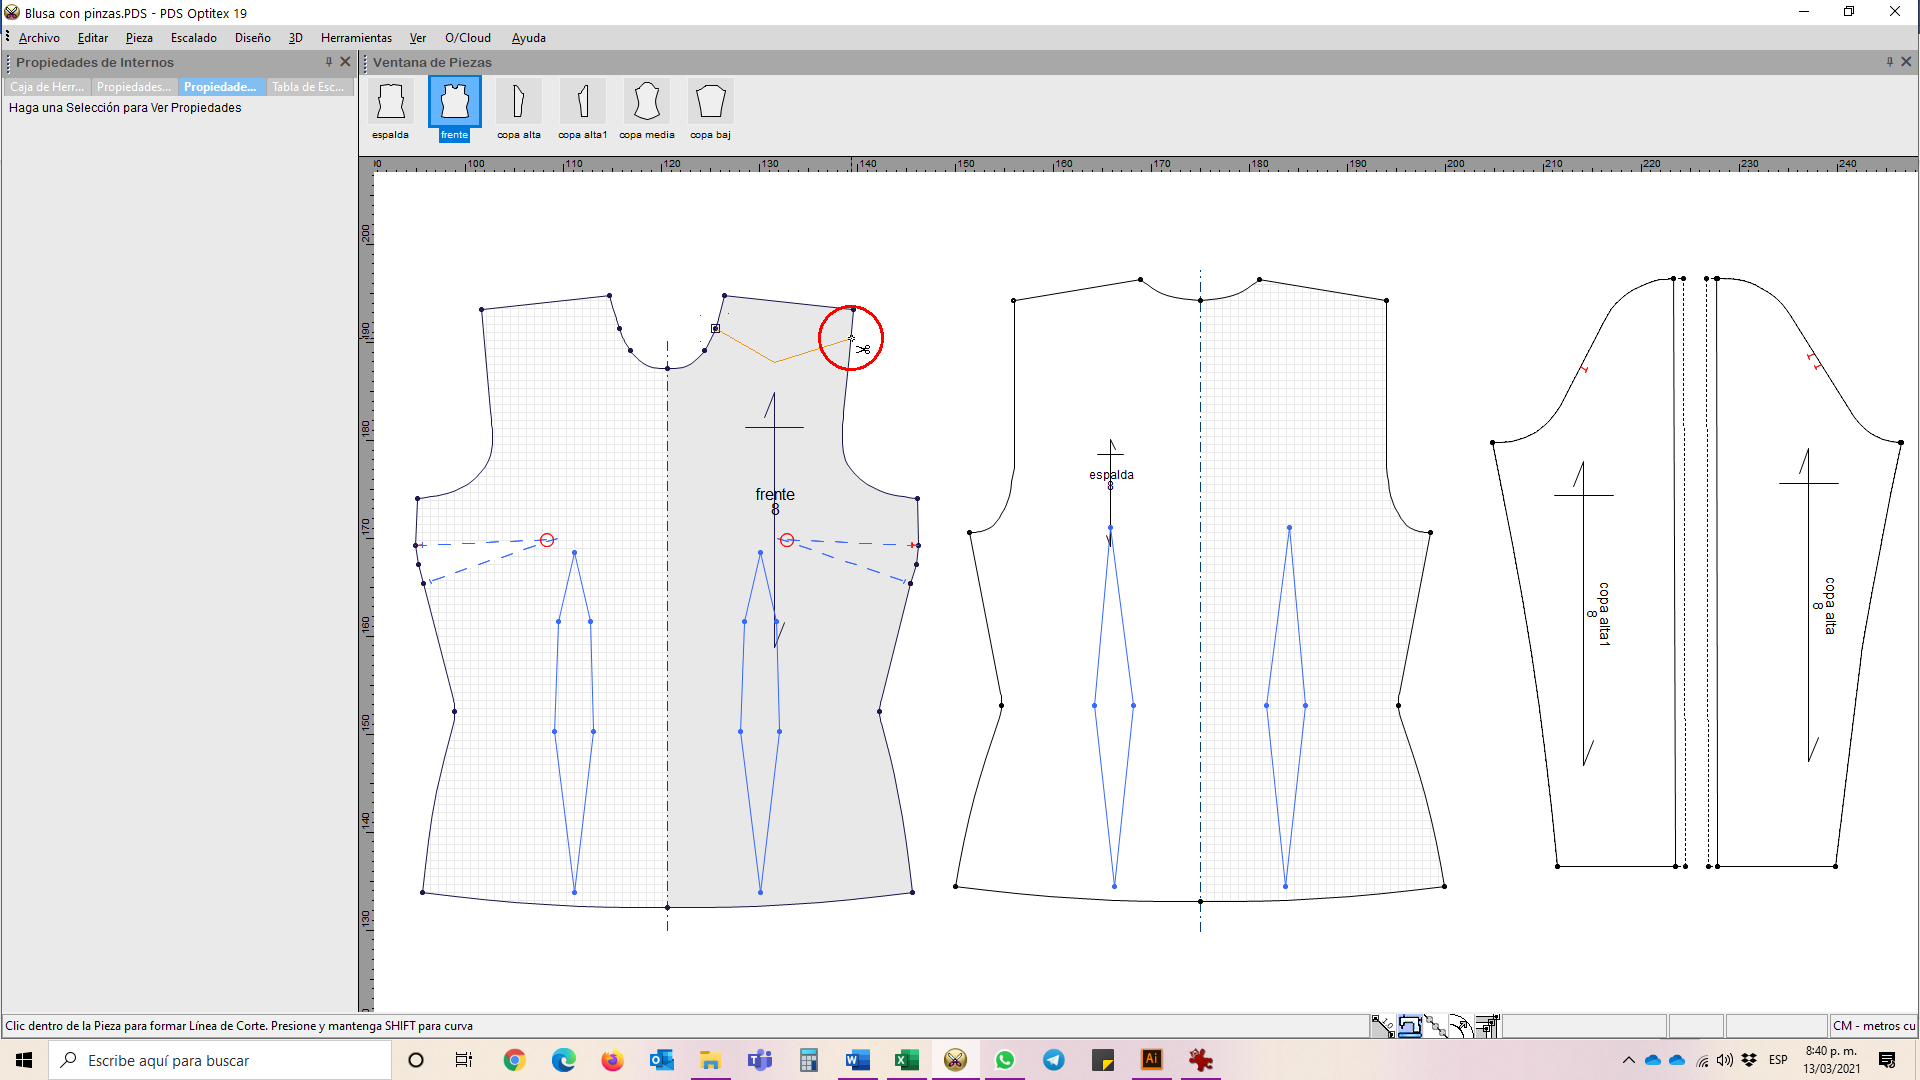 Blusa con pinzas.PDS - PDS Optitex 19
Archivo Editar Pieza Escalado Diseño 3D Herramientas Ver O/Cloud Ayuda
Propiedades de Internos
Ventana de Piezas
Caja de Herr... Propiedades... Propiedade... Tabla de Esc...
Haga una Selección para Ver Propiedades
espalda frente copa alta copa alta1 copa media copa baj
100 110 120 130 140 150 160 170 180 190 200 210 220 230 240
200
190
180
170
160
150
140
130
frente
8
espalda
8
copa alta1
8
copa alta
8
Clic dentro de la Pieza para formar Línea de Corte. Presione y mantenga SHIFT para curva
CM - metros cu
Escribe aquí para buscar
ESP
8:40 p. m.
13/03/2021